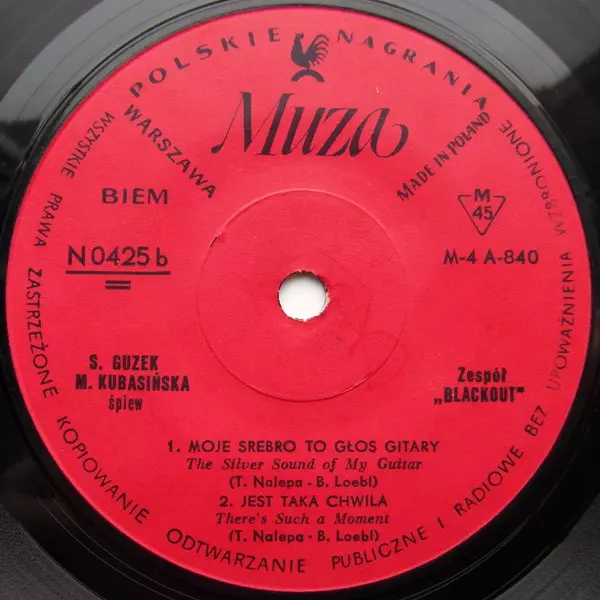 POLSKIE NAGRANIA
Muza
WARSZAWA
MADE IN POLAND
BIEM
M
45
N0425b
M-4 A-840
S. GUZEK
M. KUBASIŃSKA
śpiew
Zespół
„BLACKOUT"
1. MOJE SREBRO TO GŁOS GITARY
The Silver Sound of My Guitar
(T. Nalepa - B. Loebl)
2. JEST TAKA CHWILA
There's Such a Moment
(T. Nalepa - B. Loebl)
WSZYSTKIE PRAWA ZASTRZEŻONE KOPIOWANIE ODTWARZANIE PUBLICZNE I RADIOWE BEZ UPOWAŻNIENIA WZBRONIONE